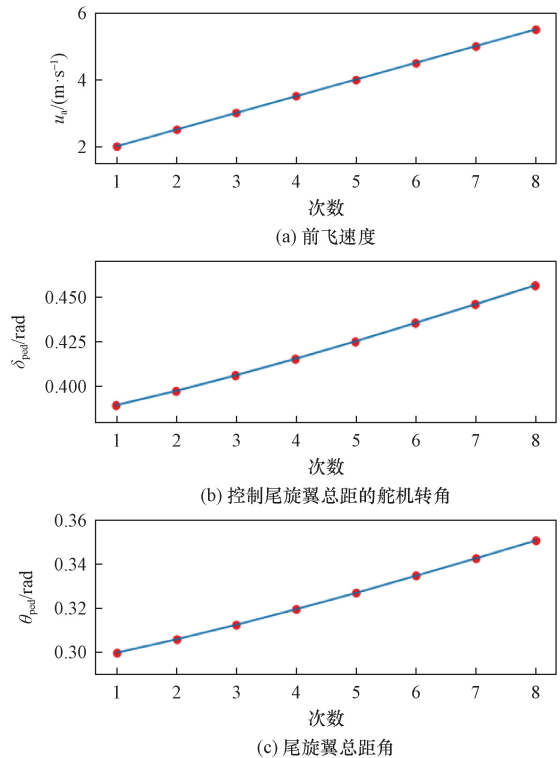 6
4
2
u_a/(m·s⁻¹)
1 2 3 4 5 6 7 8
次数
(a) 前飞速度
0.450
0.425
0.400
δ_ped/rad
1 2 3 4 5 6 7 8
次数
(b) 控制尾旋翼总距的舵机转角
0.36
0.34
0.32
0.30
θ_ped/rad
1 2 3 4 5 6 7 8
次数
(c) 尾旋翼总距角